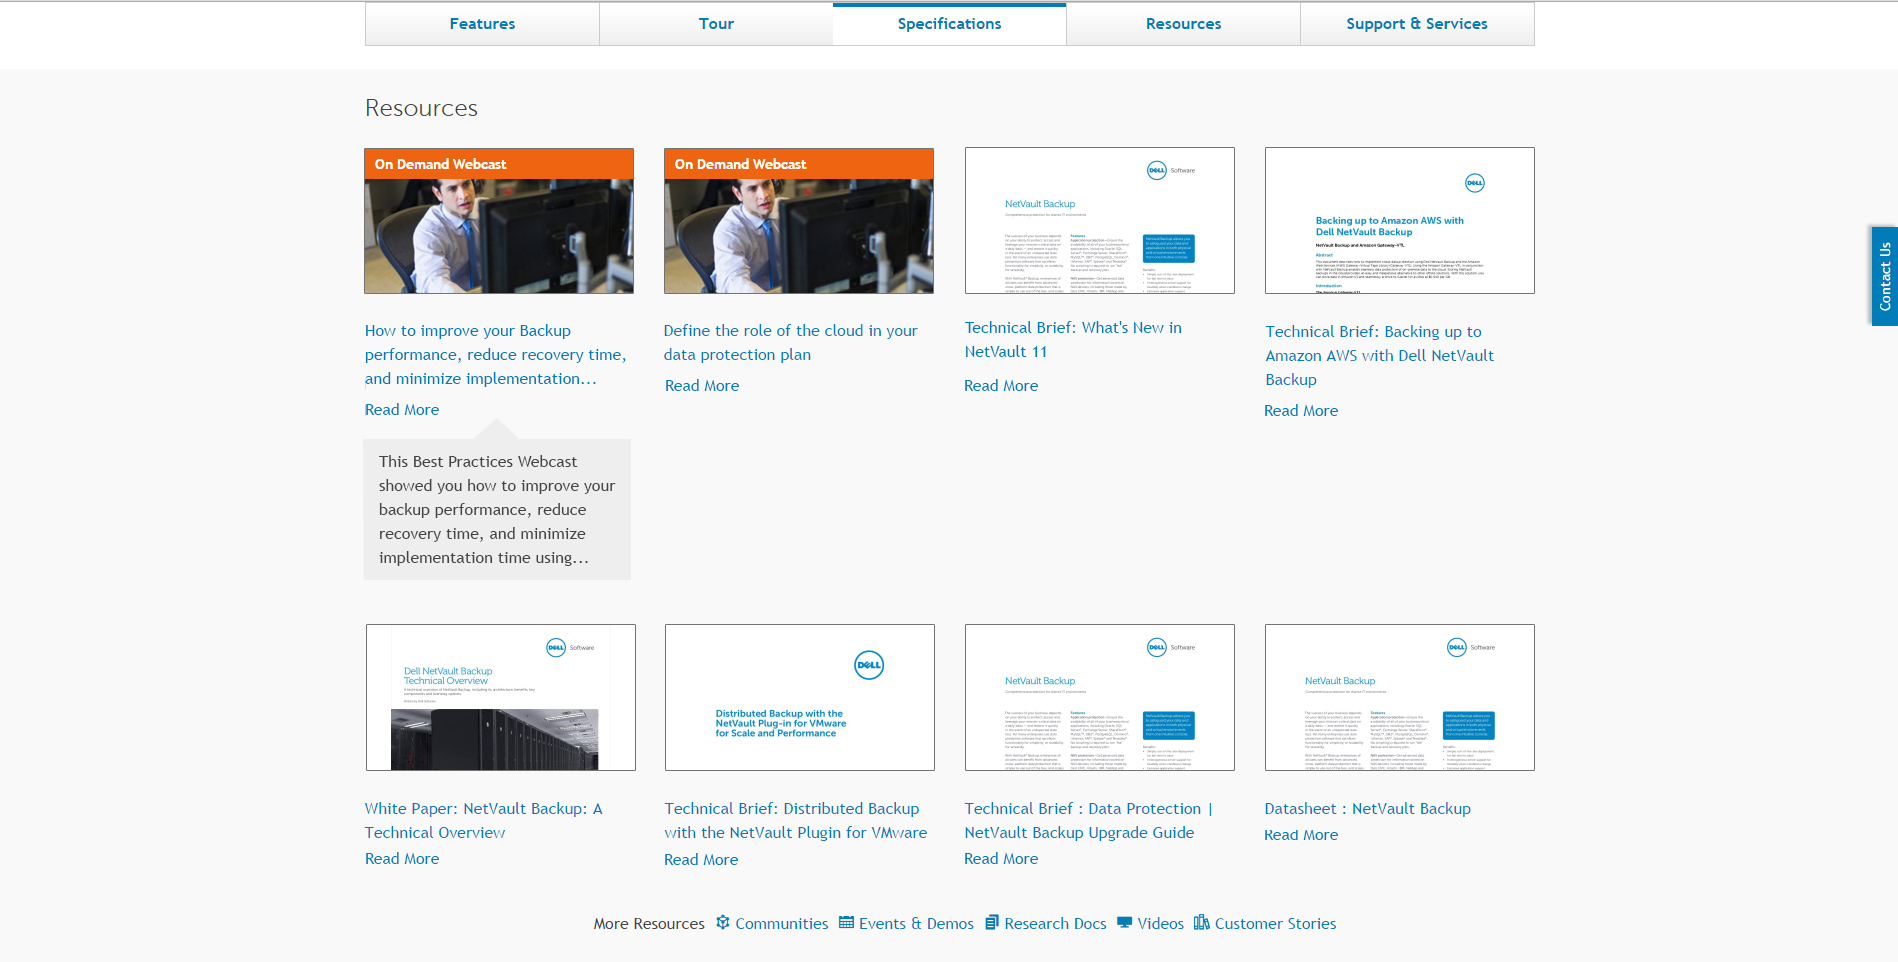 Features
Tour
Specifications
Resources
Support & Services
Resources
On Demand Webcast
How to improve your Backup
performance, reduce recovery time,
and minimize implementation...
Read More
This Best Practices Webcast
showed you how to improve your
backup performance, reduce
recovery time, and minimize
implementation time using...
On Demand Webcast
Define the role of the cloud in your
data protection plan
Read More
DELL Software
NetVault Backup
Technical Brief: What's New in
NetVault 11
Read More
DELL
Backing up to Amazon AWS with
Dell NetVault Backup
NetVault Backup and Amazon Gateway-VTL
Abstract
Introduction
Technical Brief: Backing up to
Amazon AWS with Dell NetVault
Backup
Read More
Contact Us
DELL Software
Dell NetVault Backup
Technical Overview
White Paper: NetVault Backup: A
Technical Overview
Read More
DELL
Distributed Backup with the
NetVault Plug-in for VMware
for Scale and Performance
Technical Brief: Distributed Backup
with the NetVault Plugin for VMware
Read More
DELL Software
NetVault Backup
Technical Brief : Data Protection |
NetVault Backup Upgrade Guide
Read More
DELL Software
NetVault Backup
Datasheet : NetVault Backup
Read More
More Resources Communities Events & Demos Research Docs Videos Customer Stories